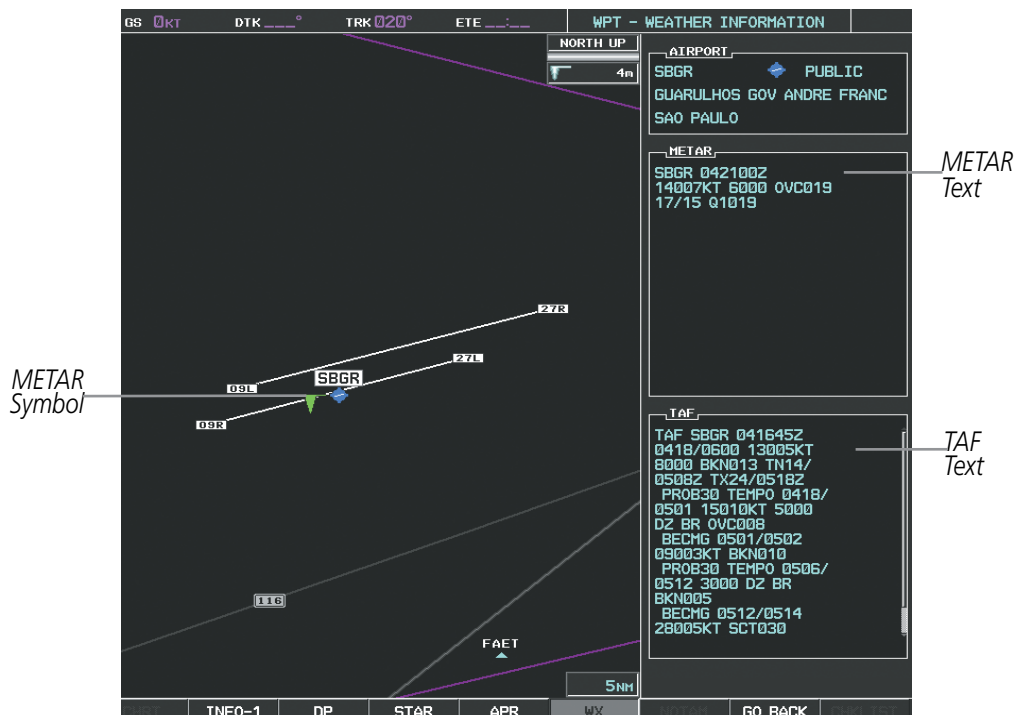 GS 0KT DTK ___° TRK 020° ETE __:__ WPT – WEATHER INFORMATION
NORTH UP
4m
AIRPORT
SBGR PUBLIC
GUARULHOS GOV ANDRE FRANC
SAO PAULO
METAR
SBGR 042100Z
14007KT 6000 OVC019
17/15 Q1019
METAR
Text
27R
27L
SBGR
09L
09R
METAR
Symbol
TAF
TAF SBGR 041645Z
0418/0600 13005KT
8000 BKN013 TN14/
0508Z TX24/0518Z
PROB30 TEMPO 0418/
0501 15010KT 5000
DZ BR OVC008
BECMG 0501/0502
09003KT BKN010
PROB30 TEMPO 0506/
0512 3000 DZ BR
BKN005
BECMG 0512/0514
28005KT SCT030
TAF
Text
116
FAET
5NM
CHRT INFO-1 DP STAR APR WX NOTAM GO BACK CHKLIST